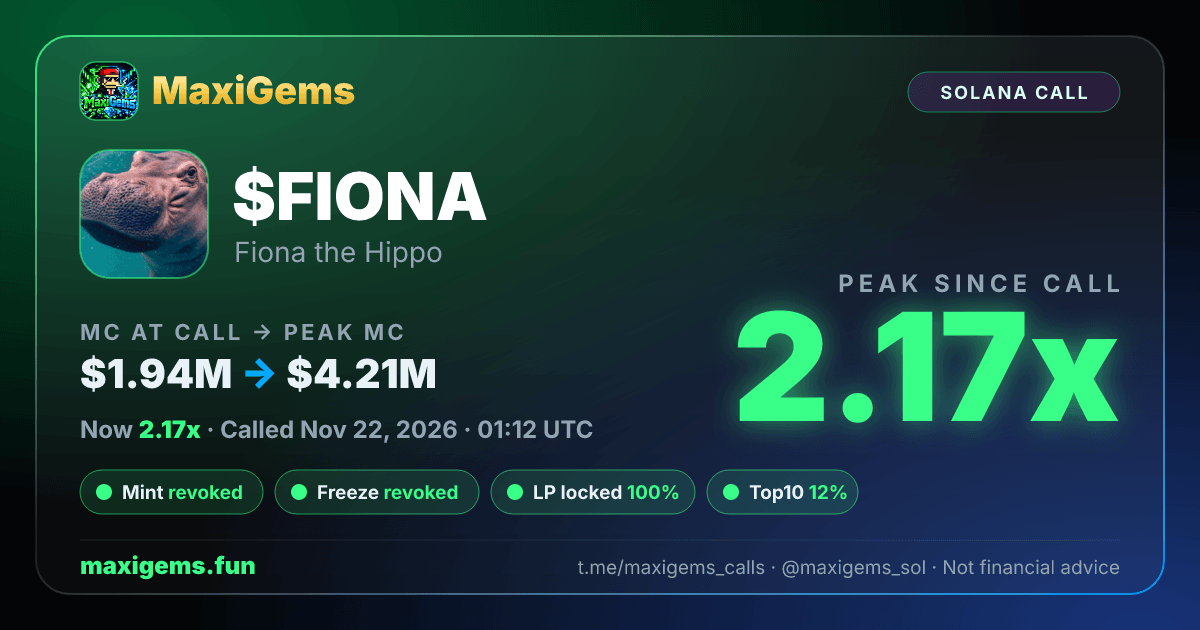 MaxiGems
MaxiGems
SOLANA CALL
$FIONA
Fiona the Hippo
PEAK SINCE CALL
2.17x
MC AT CALL → PEAK MC
$1.94M → $4.21M
Now 2.17x · Called Nov 22, 2026 · 01:12 UTC
Mint revoked
Freeze revoked
LP locked 100%
Top10 12%
maxigems.fun
t.me/maxigems_calls · @maxigems_sol · Not financial advice